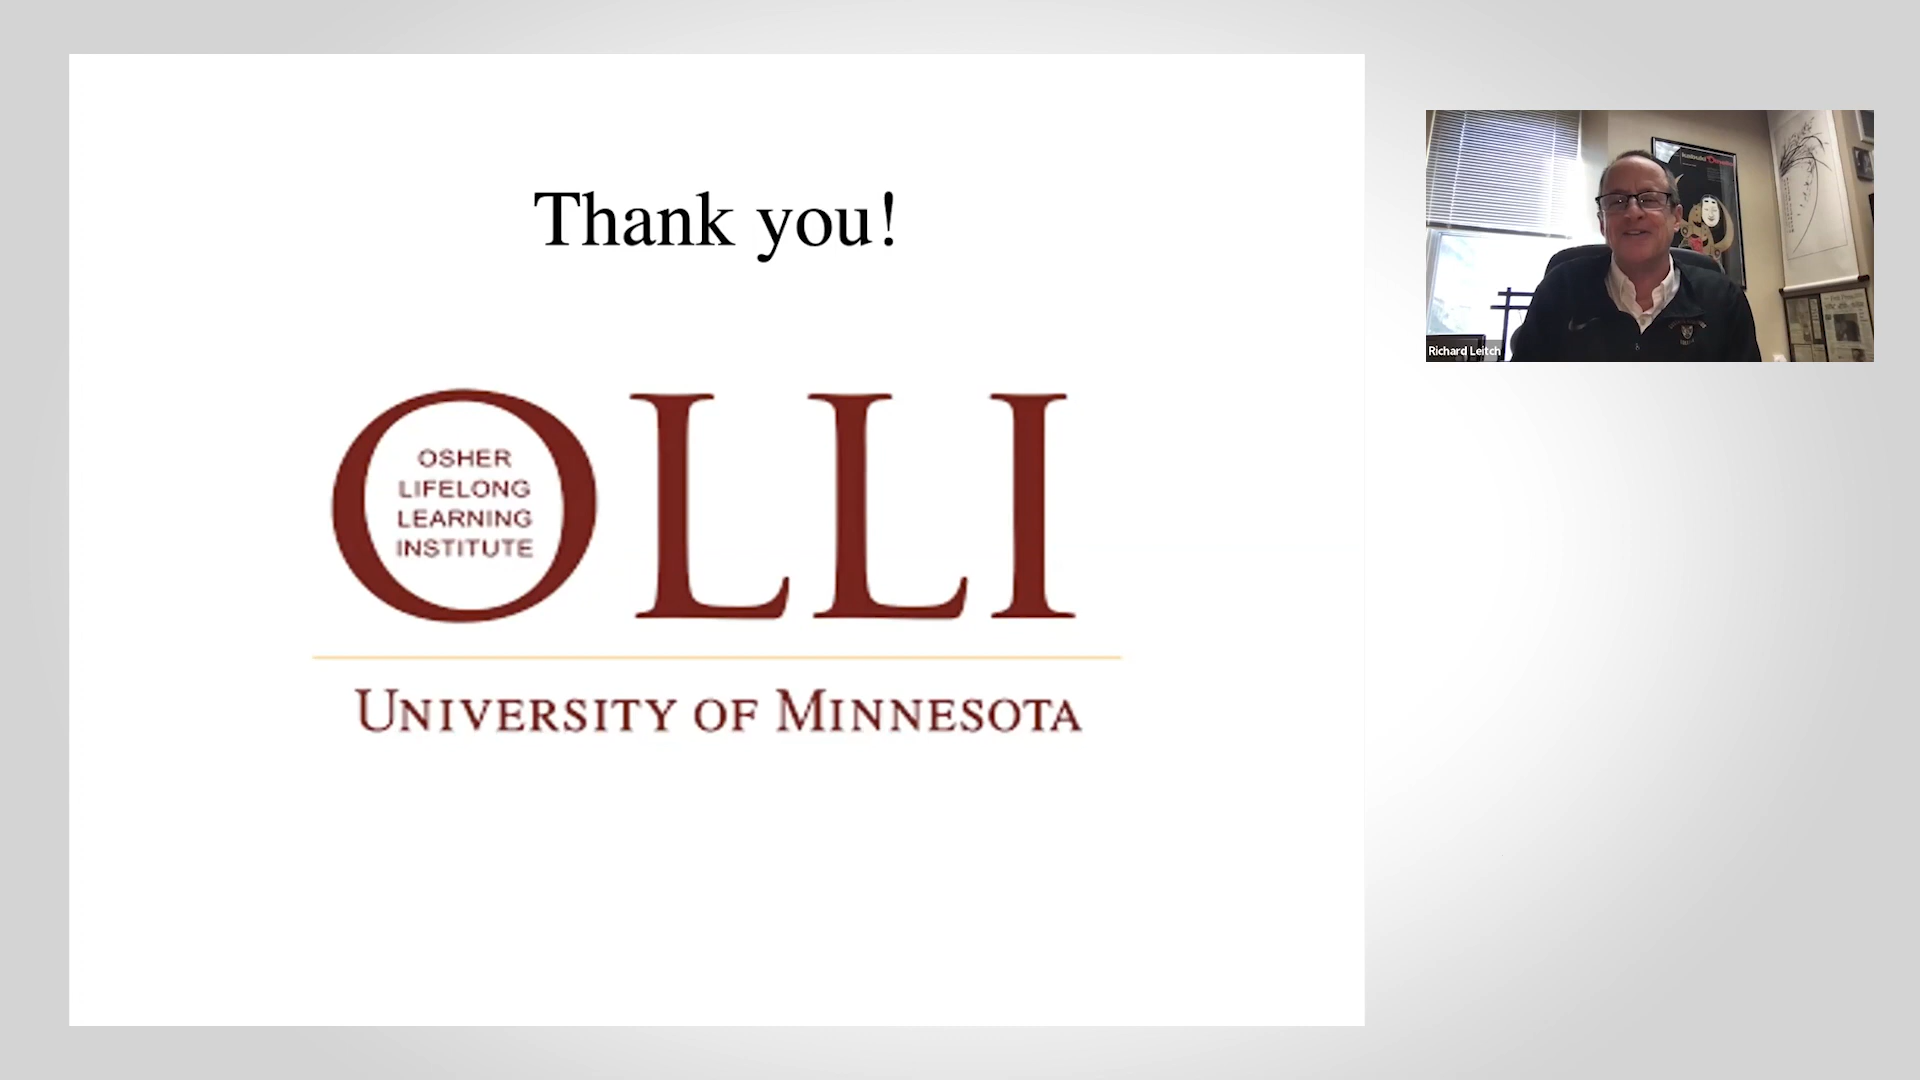 Thank you!
OLLI
OSHER
LIFELONG
LEARNING
INSTITUTE
UNIVERSITY OF MINNESOTA
Richard Leitch